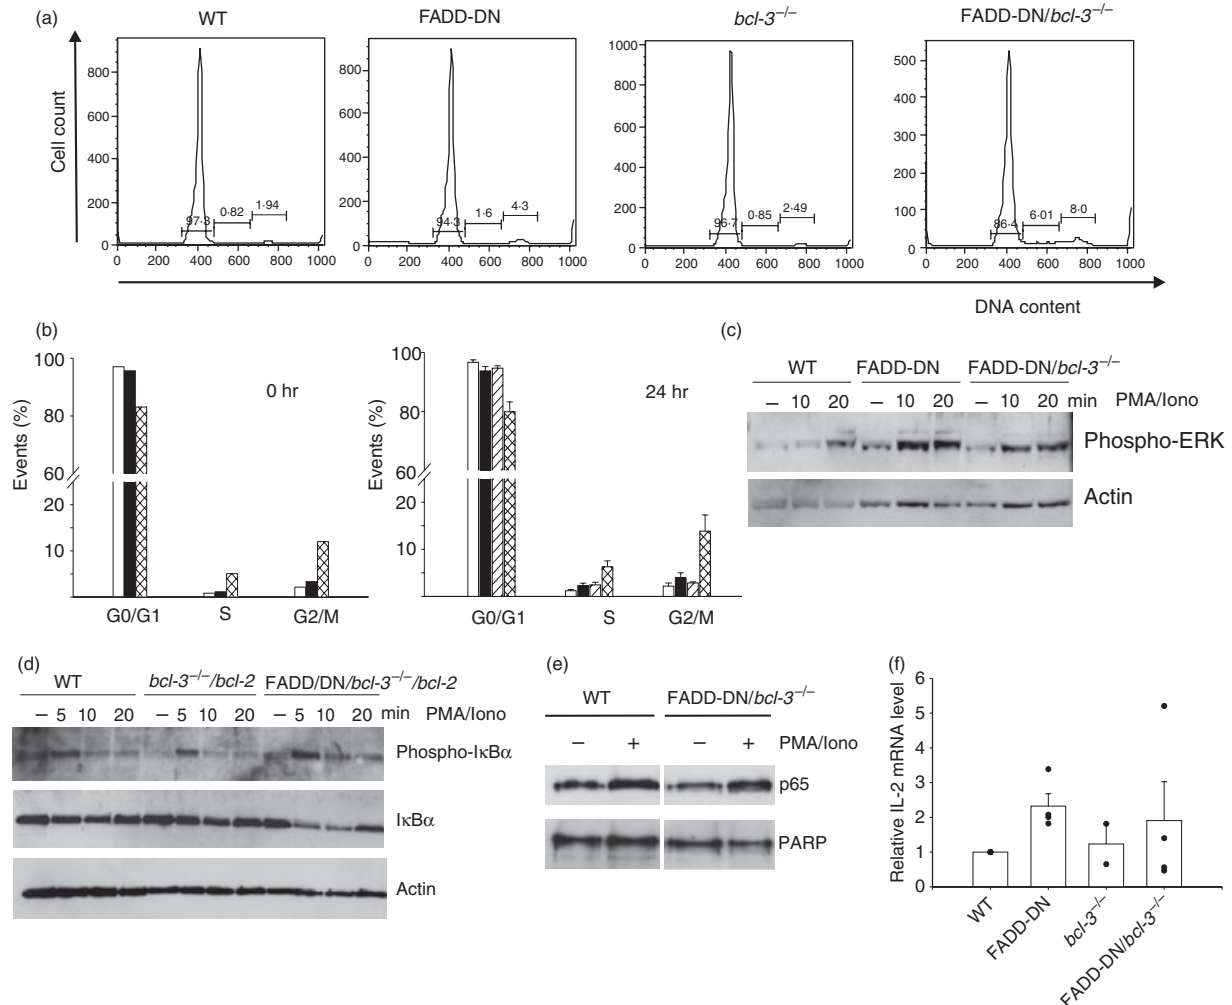 (a)
WT
FADD-DN
bcl-3–/–
FADD-DN/bcl-3–/–
Cell count
800
600
400
200
0
97·3
0·82
1·94
0 200 400 600 800 1000
800
600
400
200
0
94·3
1·6
4·3
0 200 400 600 800 1000
1000
800
600
400
200
0
96·7
0·85
2·49
0 200 400 600 800 1000
500
400
300
200
100
0
86·4
6·01
8·0
0 200 400 600 800 1000
DNA content
(b)
Events (%)
100
80
60
20
10
0 hr
G0/G1 S G2/M
Events (%)
100
80
60
20
10
24 hr
G0/G1 S G2/M
(c)
WT FADD-DN FADD-DN/bcl-3–/–
– 10 20 – 10 20 – 10 20 min PMA/Iono
Phospho-ERK
Actin
(d)
WT bcl-3–/–/bcl-2 FADD/DN/bcl-3–/–/bcl-2
– 5 10 20 – 5 10 20 – 5 10 20 min PMA/Iono
Phospho-IκBα
IκBα
Actin
(e)
WT FADD-DN/bcl-3–/–
– + – + PMA/Iono
p65
PARP
(f)
Relative IL-2 mRNA level
6
5
4
3
2
1
0
WT
FADD-DN
bcl-3–/–
FADD-DN/bcl-3–/–